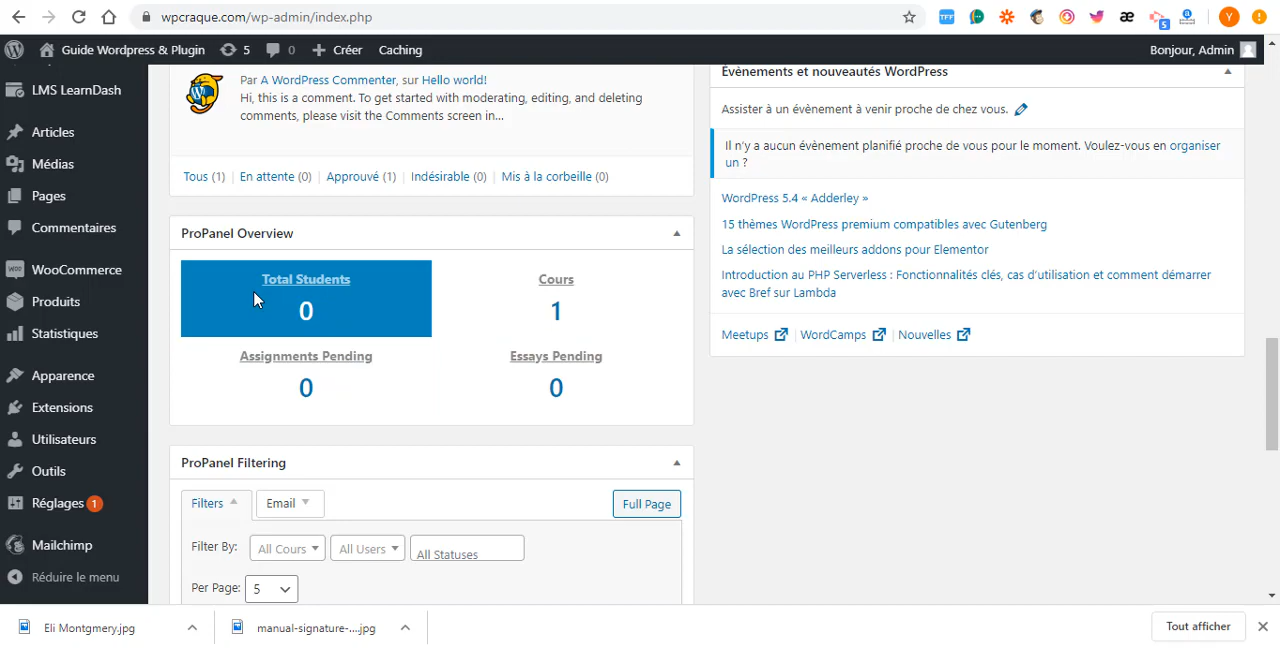 wpcraque.com/wp-admin/index.php
TFF
5
Y
Guide Wordpress & Plugin
5
0
Créer
Caching
Bonjour, Admin
LMS LearnDash
Articles
Médias
Pages
Commentaires
WooCommerce
Produits
Statistiques
Apparence
Extensions
Utilisateurs
Outils
Réglages 1
Mailchimp
Réduire le menu
Par A WordPress Commenter, sur Hello world!
Hi, this is a comment. To get started with moderating, editing, and deleting
comments, please visit the Comments screen in...
Tous (1) | En attente (0) | Approuvé (1) | Indésirable (0) | Mis à la corbeille (0)
ProPanel Overview
Total Students
0
Cours
1
Assignments Pending
0
Essays Pending
0
ProPanel Filtering
Filters
Email
Full Page
Filter By:
All Cours
All Users
All Statuses
Per Page:
5
Évènements et nouveautés WordPress
Assister à un évènement à venir proche de chez vous.
Il n'y a aucun évènement planifié proche de vous pour le moment. Voulez-vous en organiser
un ?
WordPress 5.4 « Adderley »
15 thèmes WordPress premium compatibles avec Gutenberg
La sélection des meilleurs addons pour Elementor
Introduction au PHP Serverless : Fonctionnalités clés, cas d'utilisation et comment démarrer
avec Bref sur Lambda
Meetups | WordCamps | Nouvelles
Eli Montgmery.jpg
manual-signature-....jpg
Tout afficher